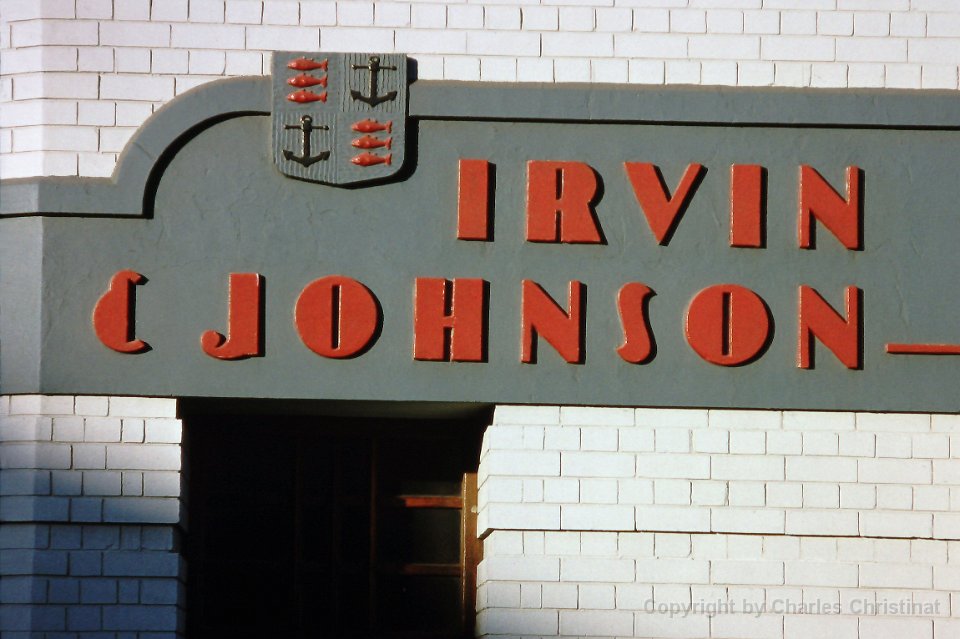 IRVIN
& JOHNSON
Copyright by Charles Christinat